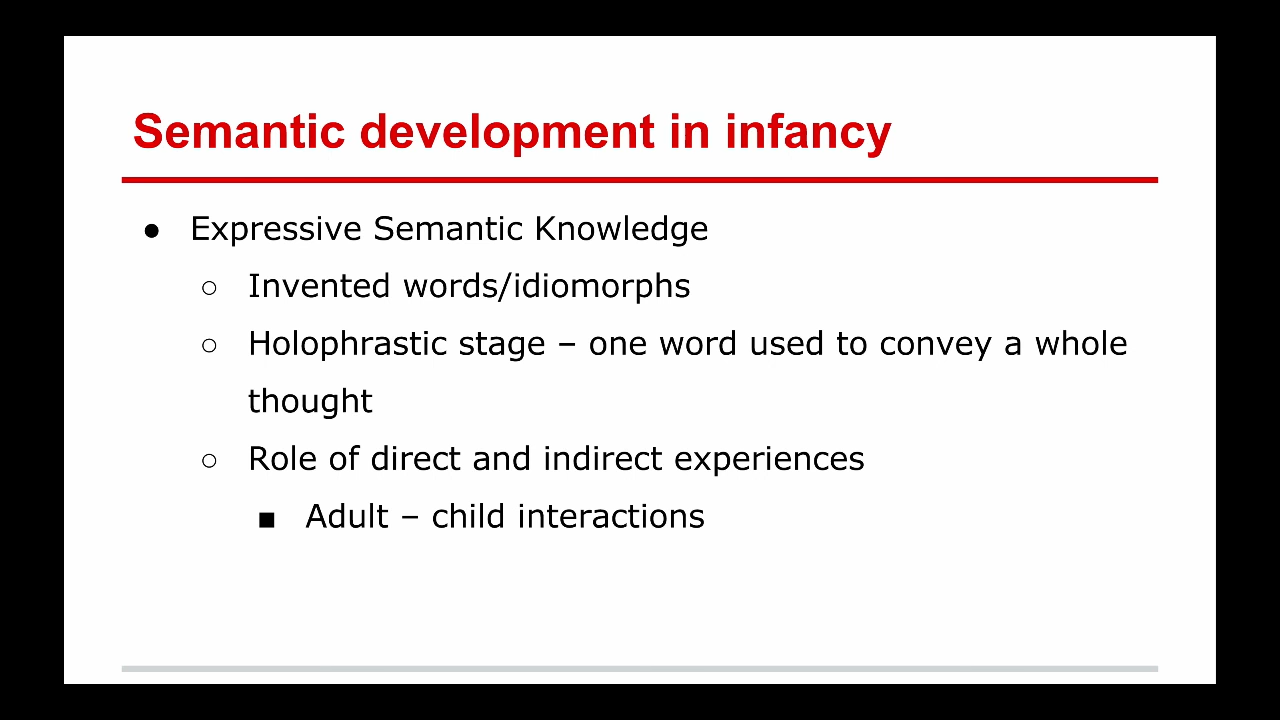 Semantic development in infancy
● Expressive Semantic Knowledge
○ Invented words/idiomorphs
○ Holophrastic stage – one word used to convey a whole
thought
○ Role of direct and indirect experiences
■ Adult – child interactions